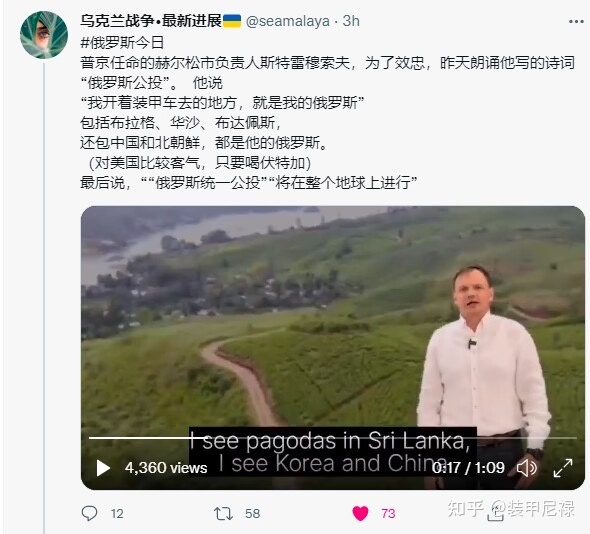 乌克兰战争•最新进展🇺🇦 @seamalaya · 3h
#俄罗斯今日
普京任命的赫尔松市负责人斯特雷穆索夫，为了效忠，昨天朗诵他写的诗词
“俄罗斯公投”。 他说
“我开着装甲车去的地方，就是我的俄罗斯”
包括布拉格、华沙、布达佩斯，
还包中国和北朝鲜，都是他的俄罗斯。
（对美国比较客气，只要喝伏特加）
最后说，““俄罗斯统一公投”“将在整个地球上进行”
I see pagodas in Sri Lanka,
I see Korea and China
4,360 views
0:17 / 1:09
12
58
73
知乎 @装甲尼禄